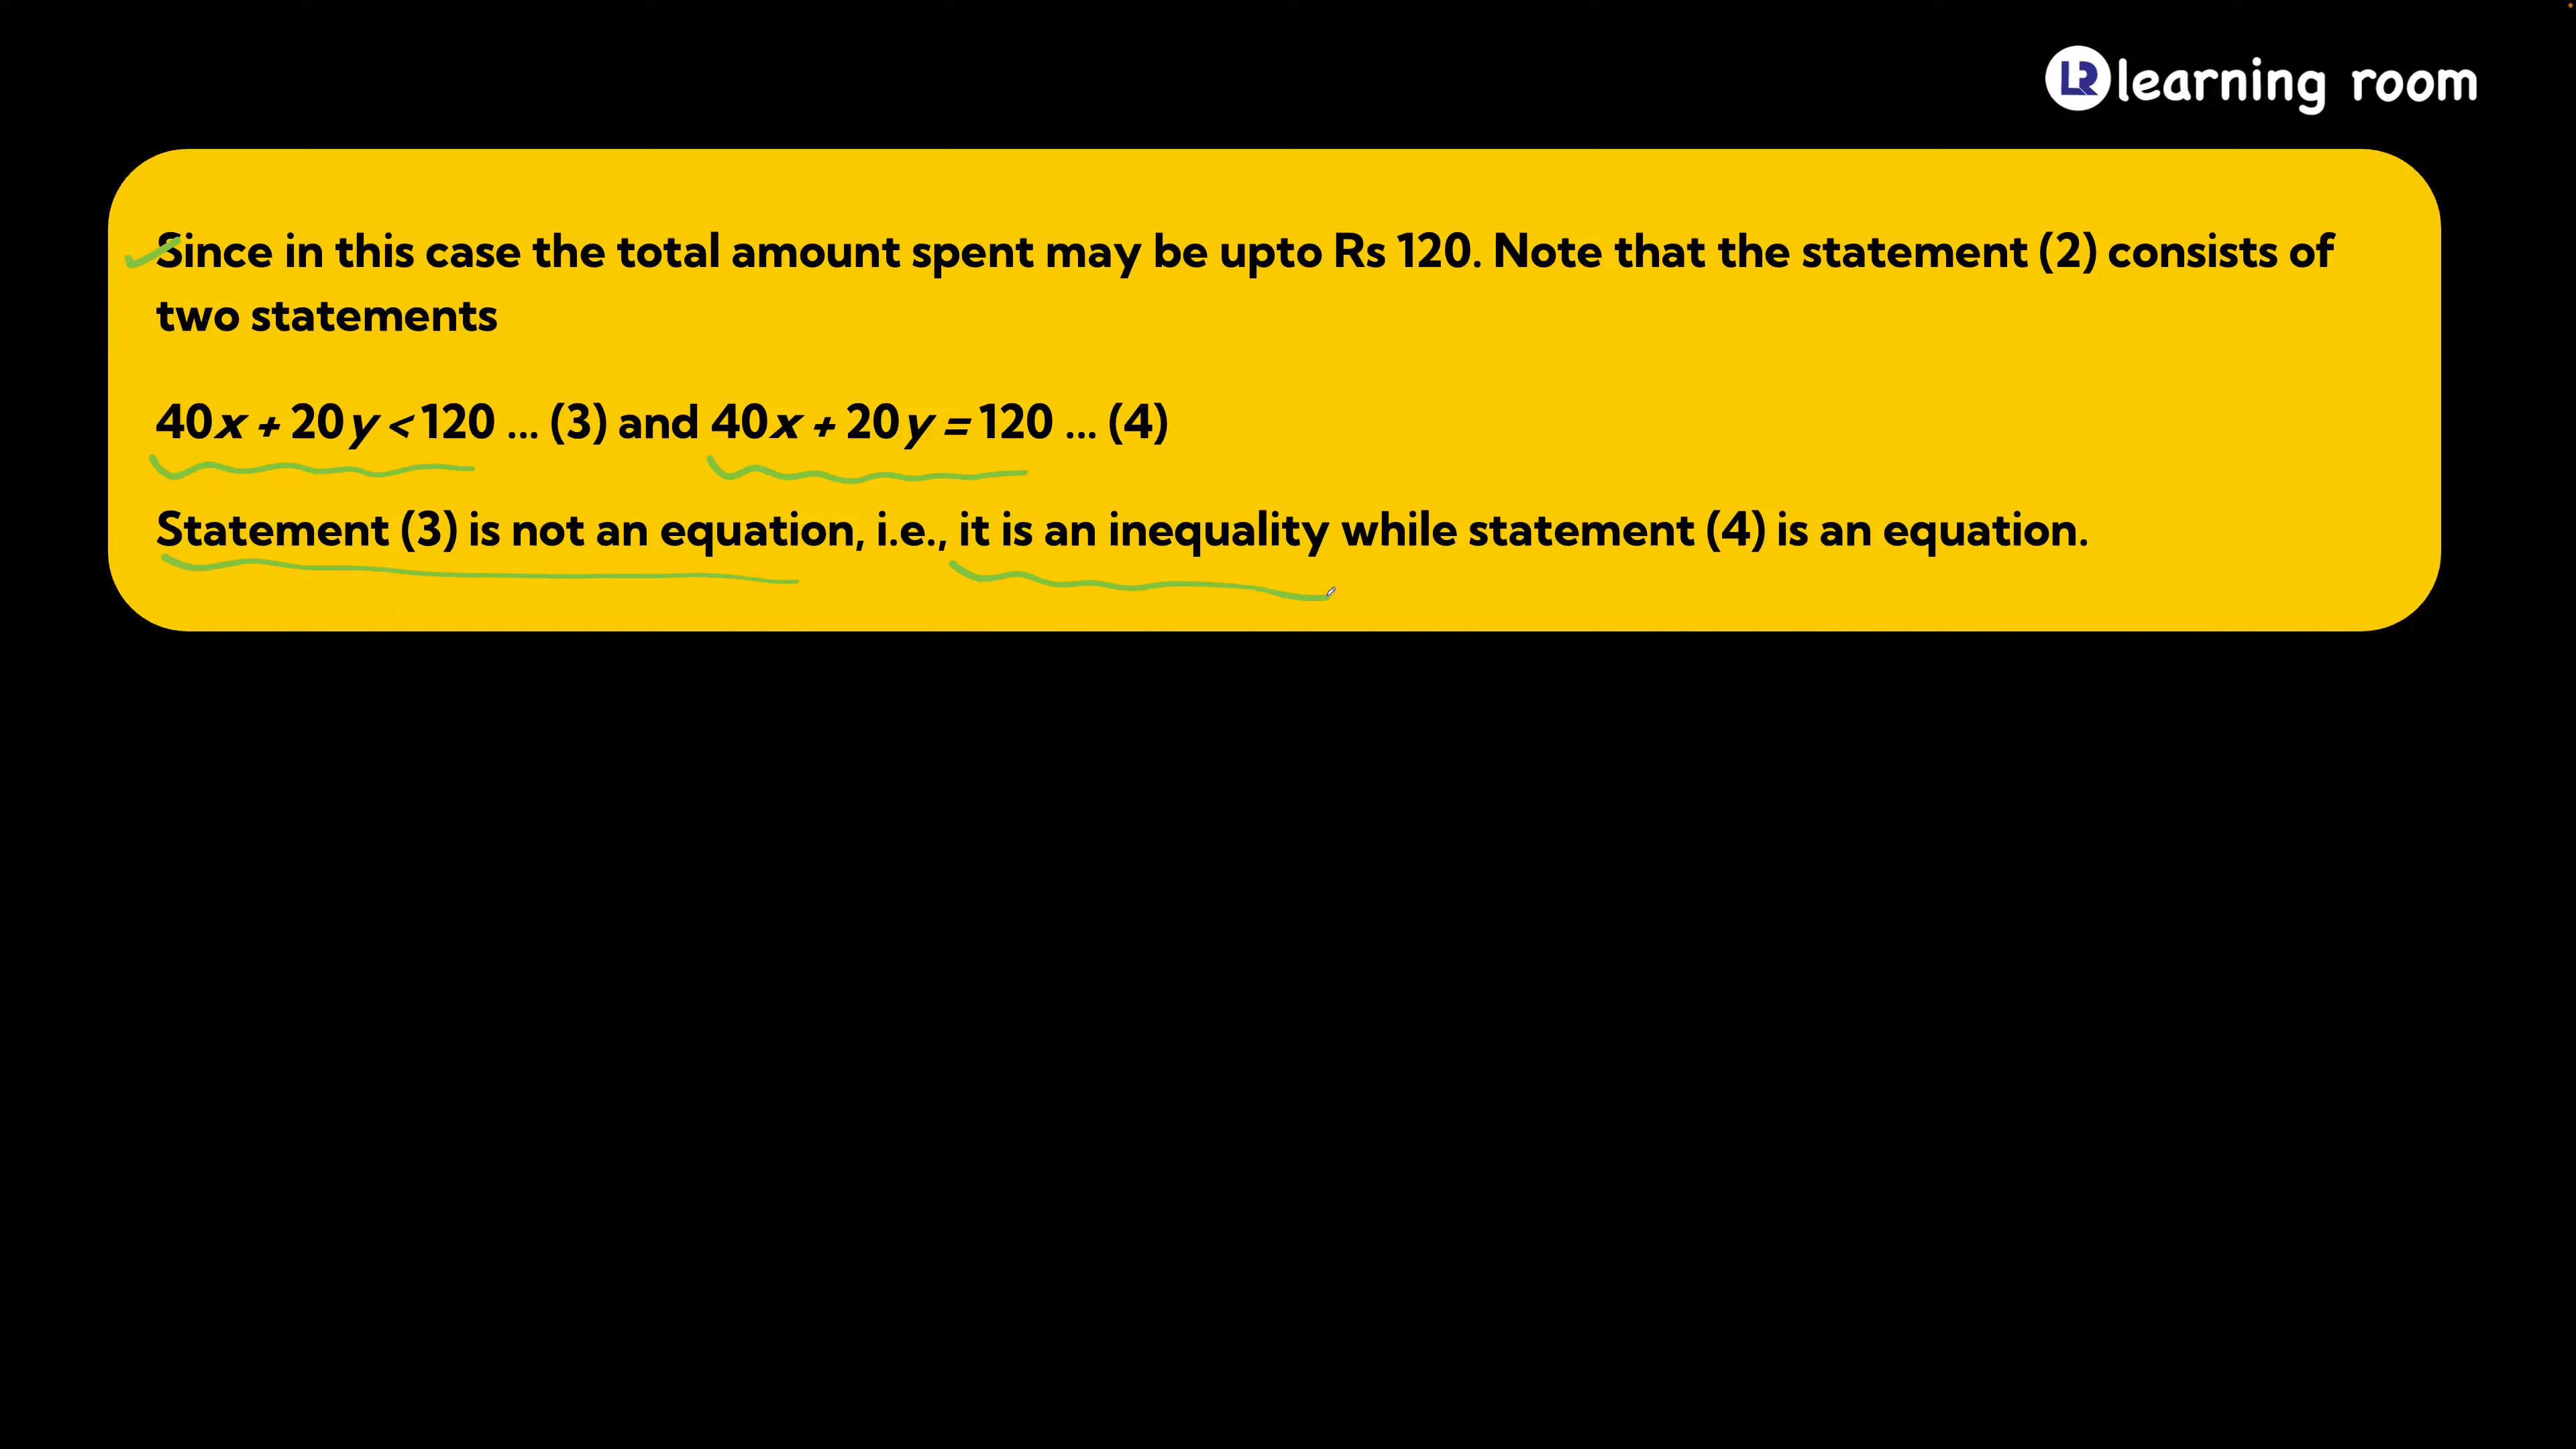 LR learning room
Since in this case the total amount spent may be upto Rs 120. Note that the statement (2) consists of
two statements
40x + 20y < 120 ... (3) and 40x + 20y = 120 ... (4)
Statement (3) is not an equation, i.e., it is an inequality while statement (4) is an equation.